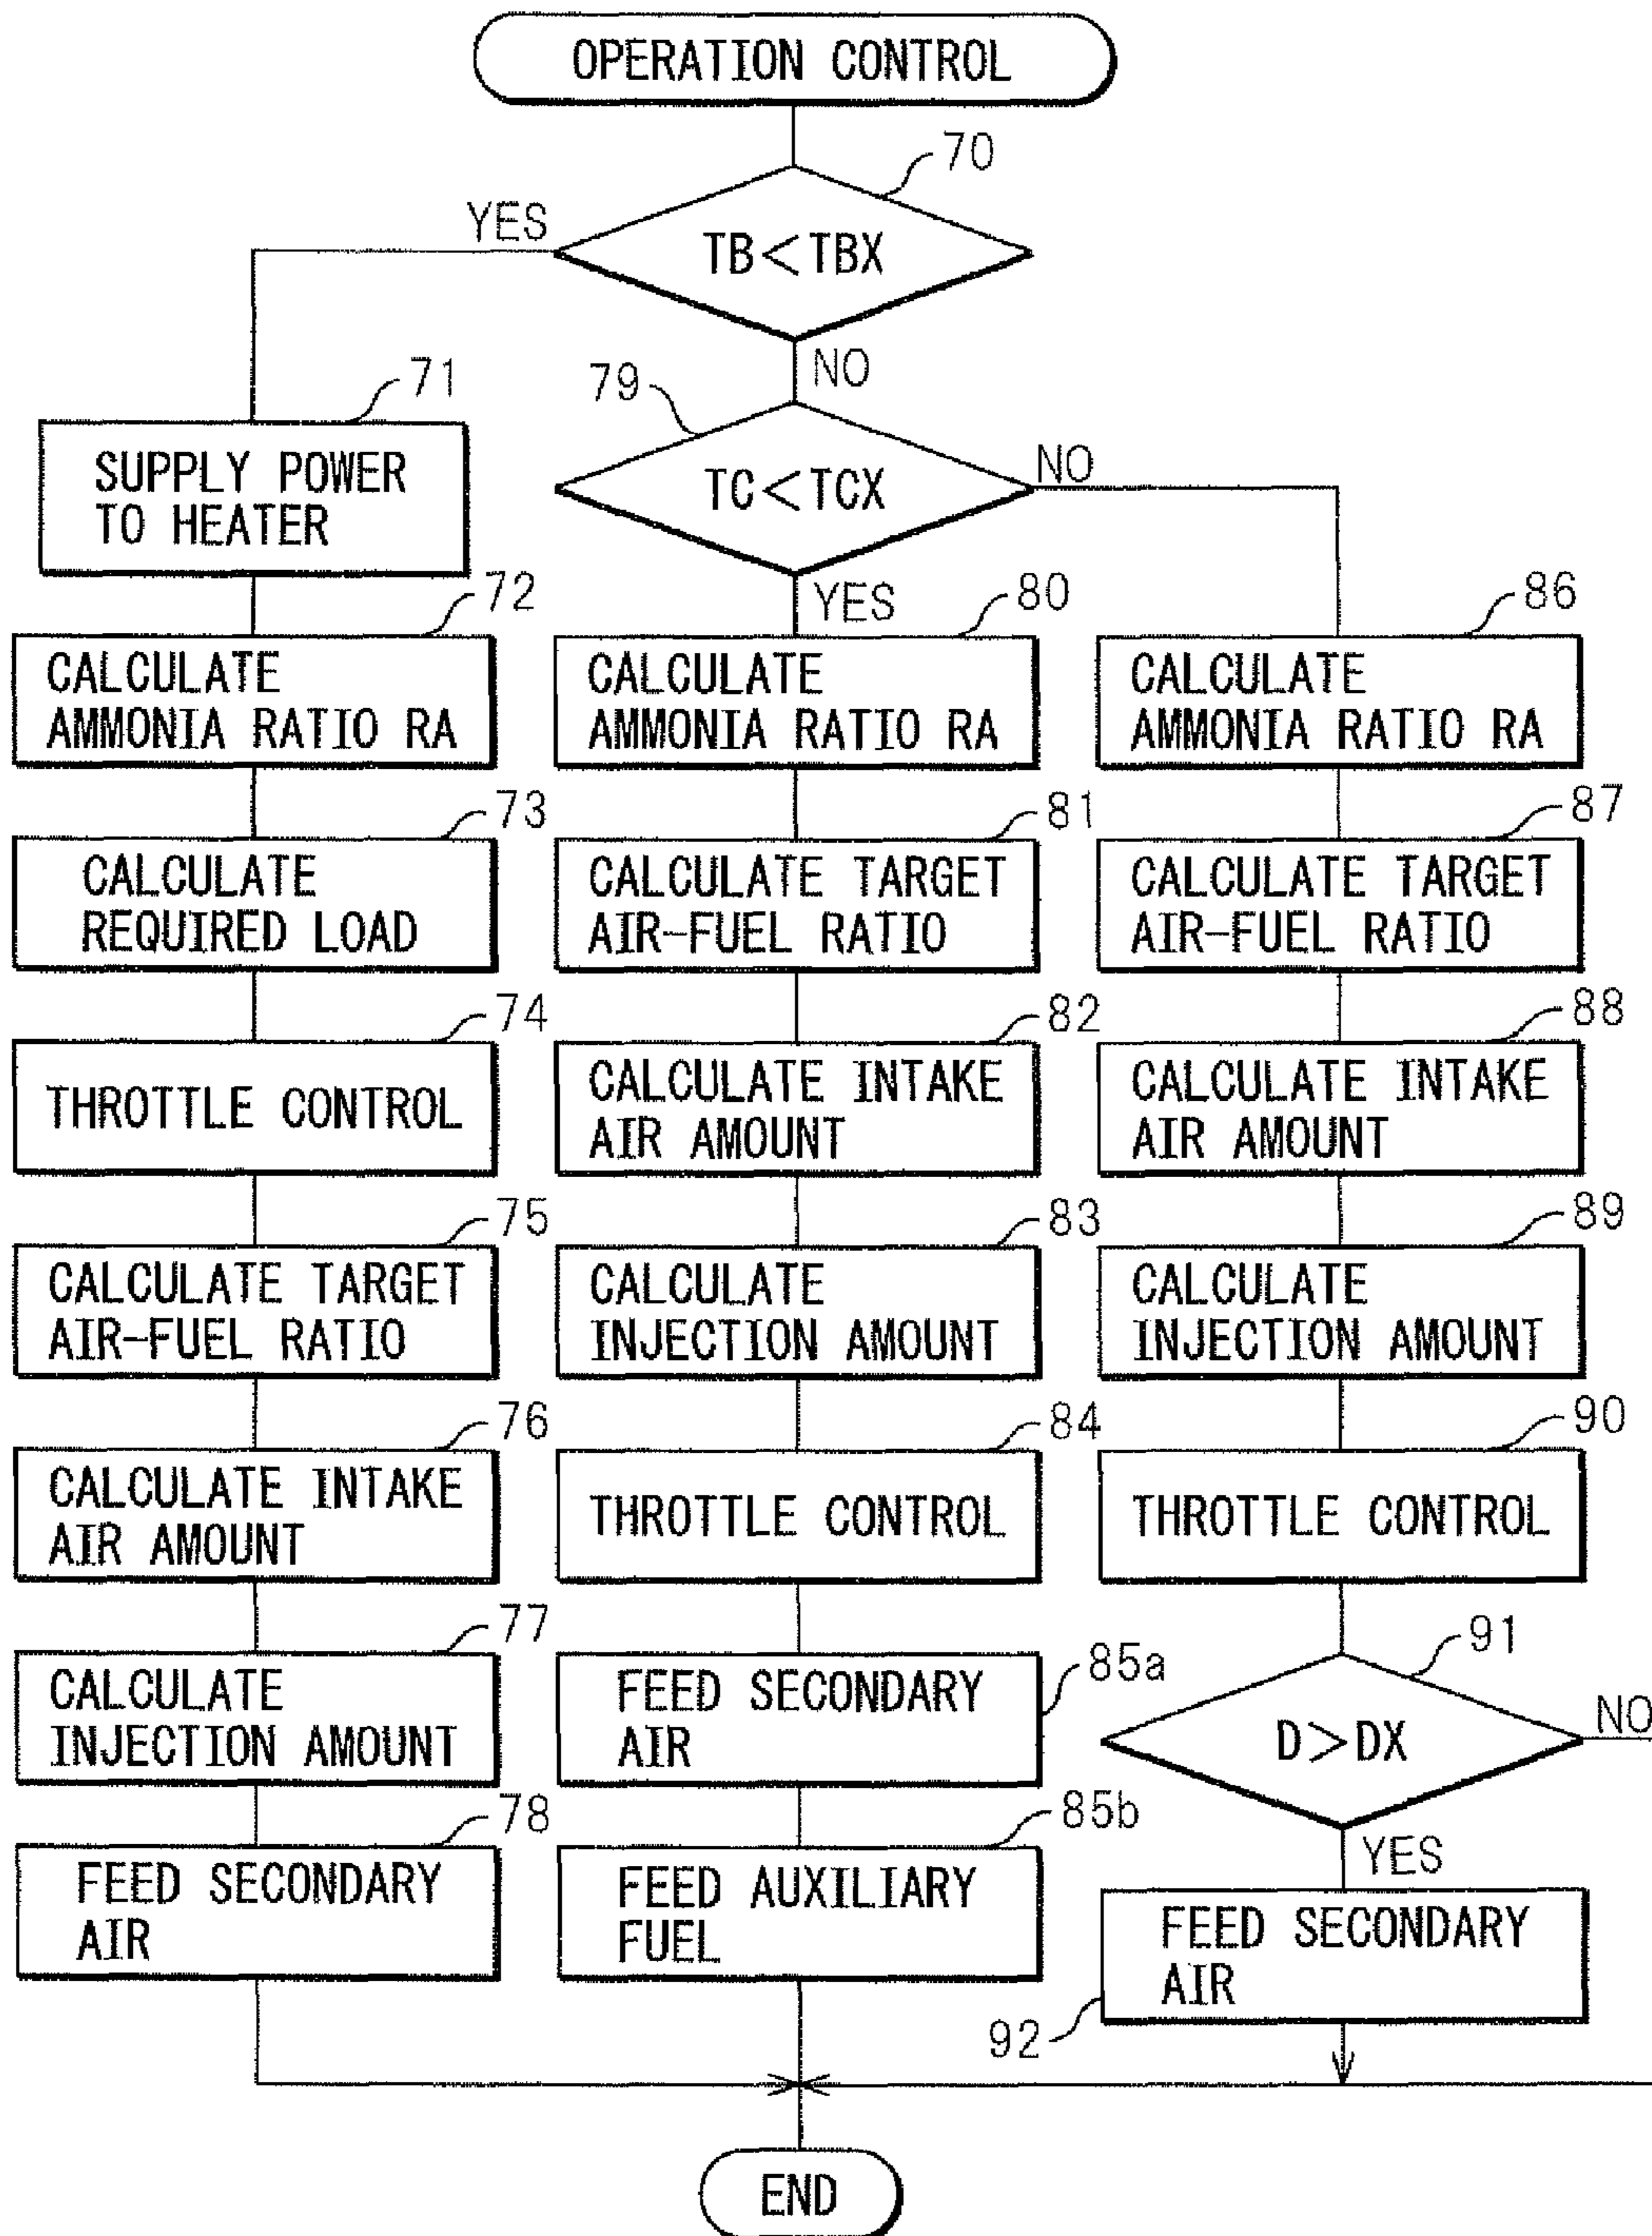 OPERATION CONTROL
70
YES
TB<TBX
NO
71
SUPPLY POWER
TO HEATER
79
TC<TCX
NO
YES
72
CALCULATE
AMMONIA RATIO RA
73
CALCULATE
REQUIRED LOAD
74
THROTTLE CONTROL
75
CALCULATE TARGET
AIR-FUEL RATIO
76
CALCULATE INTAKE
AIR AMOUNT
77
CALCULATE
INJECTION AMOUNT
78
FEED SECONDARY
AIR
80
CALCULATE
AMMONIA RATIO RA
81
CALCULATE TARGET
AIR-FUEL RATIO
82
CALCULATE INTAKE
AIR AMOUNT
83
CALCULATE
INJECTION AMOUNT
84
THROTTLE CONTROL
85a
FEED SECONDARY
AIR
85b
FEED AUXILIARY
FUEL
86
CALCULATE
AMMONIA RATIO RA
87
CALCULATE TARGET
AIR-FUEL RATIO
88
CALCULATE INTAKE
AIR AMOUNT
89
CALCULATE
INJECTION AMOUNT
90
THROTTLE CONTROL
91
D>DX
NO
YES
FEED SECONDARY
AIR
92
END